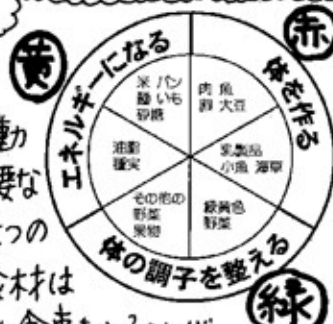 黄
赤
緑
エネルギーになる
体を作る
体の調子を整える
米 パン
麺 いも
砂糖
肉 魚
卵 大豆
油脂
種実
乳製品
小魚 海草
その他の
野菜
果物
緑黄色
野菜
動
要な
つの
食材は